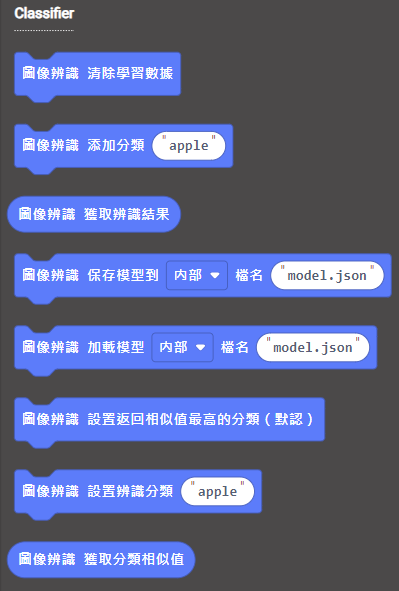 Classifier
圖像辨識 清除學習數據
圖像辨識 添加分類 "apple"
圖像辨識 獲取辨識結果
圖像辨識 保存模型到 內部 檔名 "model.json"
圖像辨識 加載模型 內部 檔名 "model.json"
圖像辨識 設置返回相似值最高的分類（默認）
圖像辨識 設置辨識分類 "apple"
圖像辨識 獲取分類相似值